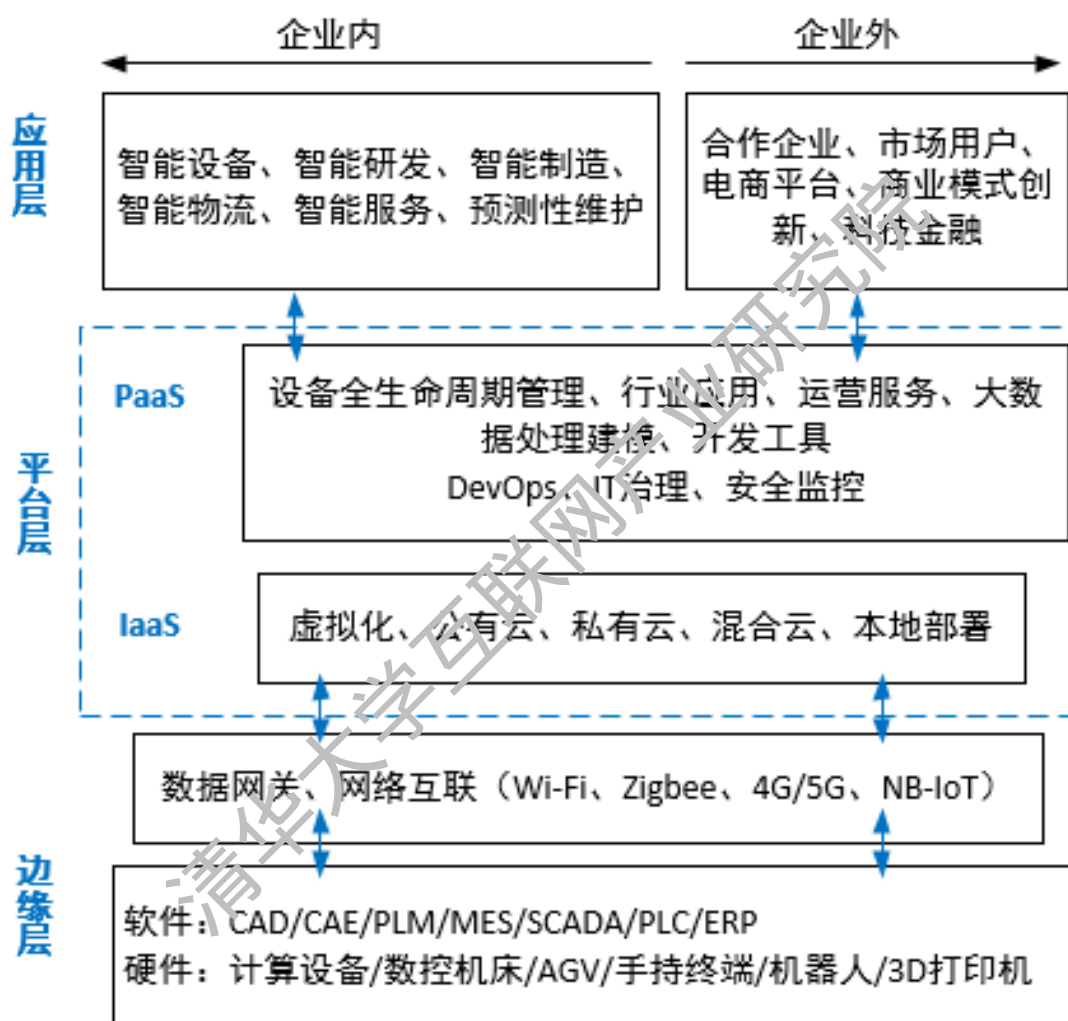 企业内 企业外
应用层
智能设备、智能研发、智能制造、
智能物流、智能服务、预测性维护
合作企业、市场用户、
电商平台、商业模式创
新、科技金融
平台层
PaaS
设备全生命周期管理、行业应用、运营服务、大数
据处理建模、开发工具
DevOps、IT治理、安全监控
IaaS
虚拟化、公有云、私有云、混合云、本地部署
数据网关、网络互联（Wi-Fi、Zigbee、4G/5G、NB-IoT）
边缘层
软件：CAD/CAE/PLM/MES/SCADA/PLC/ERP
硬件：计算设备/数控机床/AGV/手持终端/机器人/3D打印机
清华大学互联网产业研究院